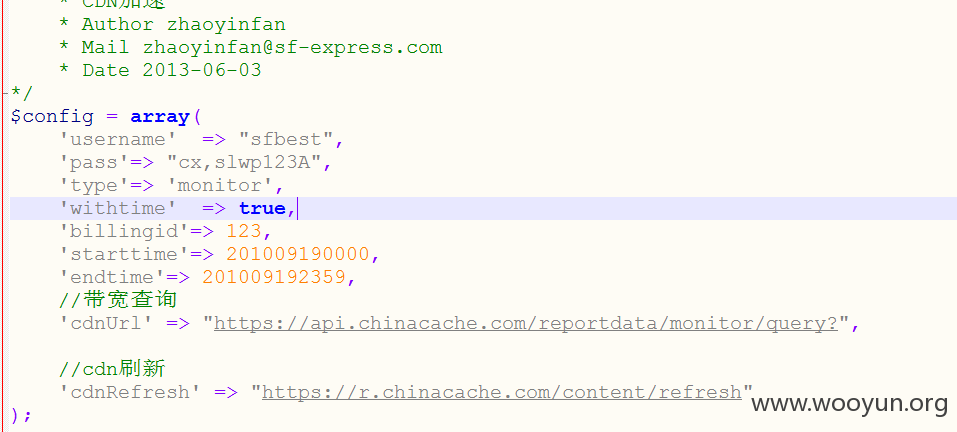 * CDN加速
* Author zhaoyinfan
* Mail zhaoyinfan@sf-express.com
* Date 2013-06-03
*/
$config = array(
'username' => "sfbest",
'pass'=> "cx,slwp123A",
'type'=> 'monitor',
'withtime' => true,
'billingid'=> 123,
'starttime'=> 201009190000,
'endtime'=> 201009192359,
//带宽查询
'cdnUrl' => "https://api.chinacache.com/reportdata/monitor/query?",
//cdn刷新
'cdnRefresh' => "https://r.chinacache.com/content/refresh"
);
www.wooyun.org